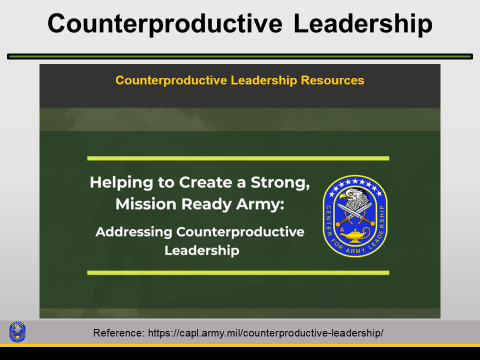 Counterproductive Leadership
Counterproductive Leadership Resources
Helping to Create a Strong,
Mission Ready Army:
Addressing Counterproductive
Leadership
CENTER FOR ARMY LEADERSHIP
Reference: https://capl.army.mil/counterproductive-leadership/